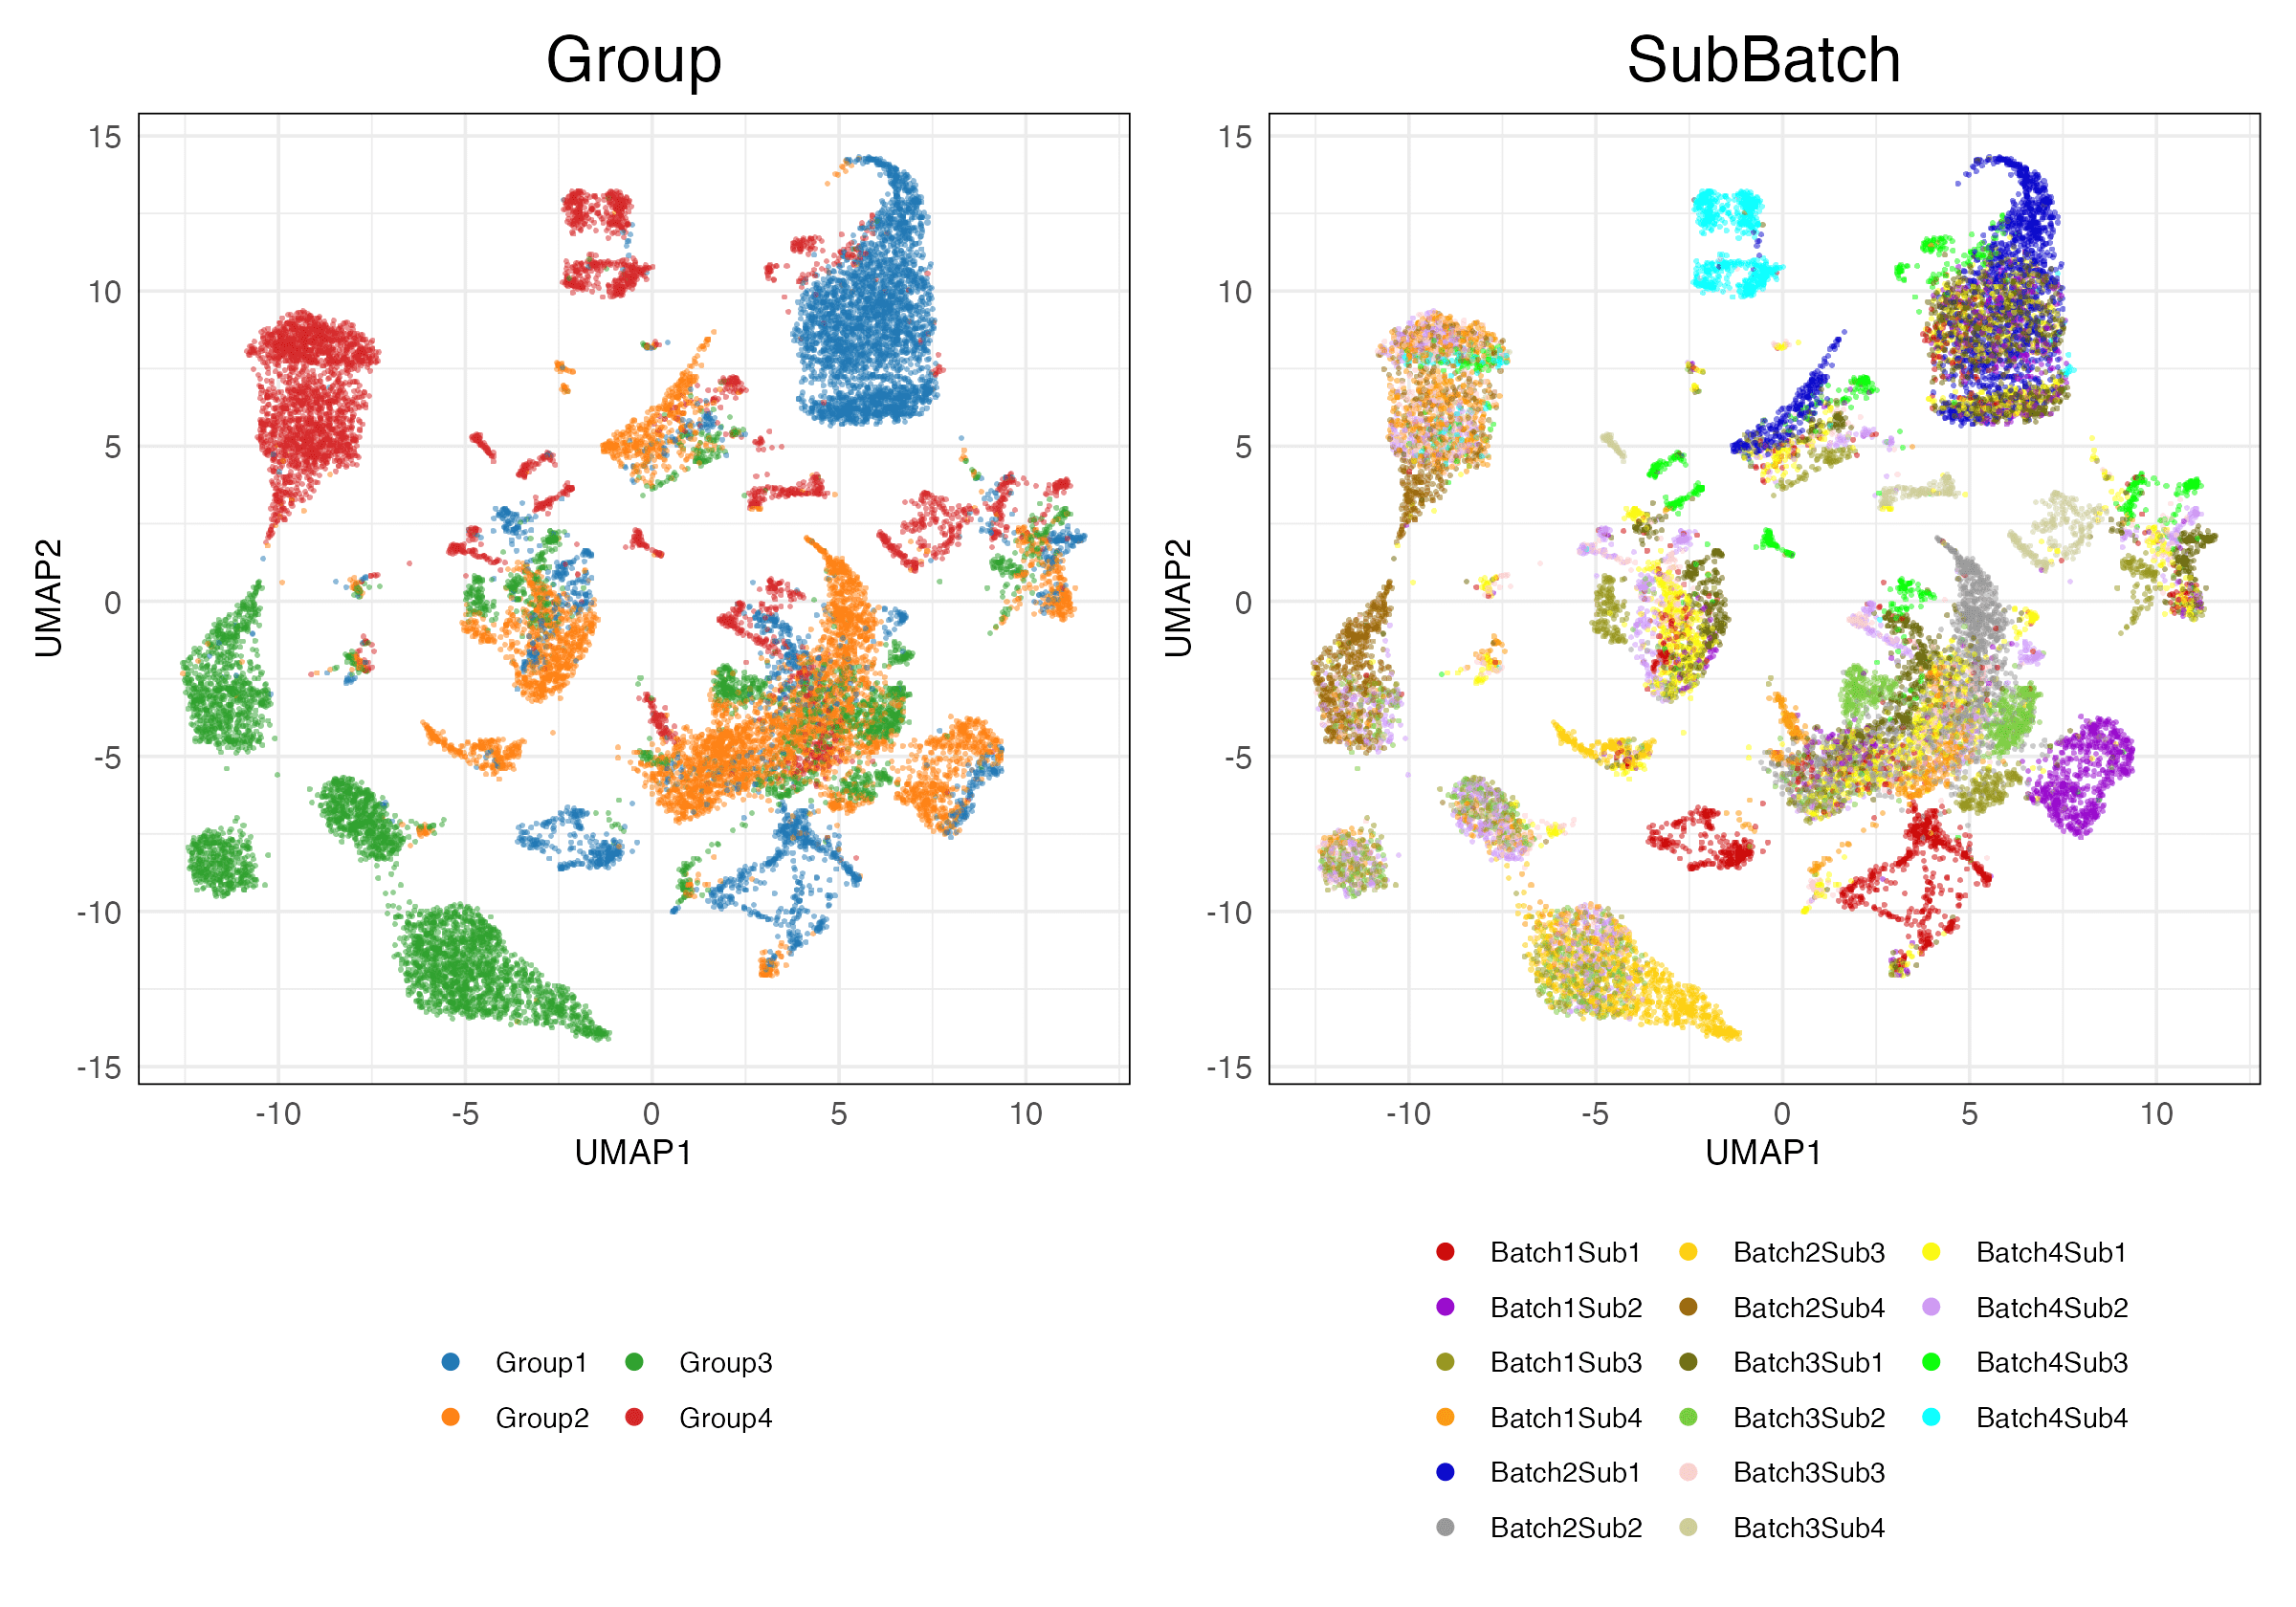 Group
SubBatch
15
10
5
0
-5
-10
-15
UMAP2
-10
-5
0
5
10
UMAP1
15
10
5
0
-5
-10
-15
UMAP2
-10
-5
0
5
10
UMAP1
Group1
Group3
Group2
Group4
Batch1Sub1
Batch2Sub3
Batch4Sub1
Batch1Sub2
Batch2Sub4
Batch4Sub2
Batch1Sub3
Batch3Sub1
Batch4Sub3
Batch1Sub4
Batch3Sub2
Batch4Sub4
Batch2Sub1
Batch3Sub3
Batch2Sub2
Batch3Sub4